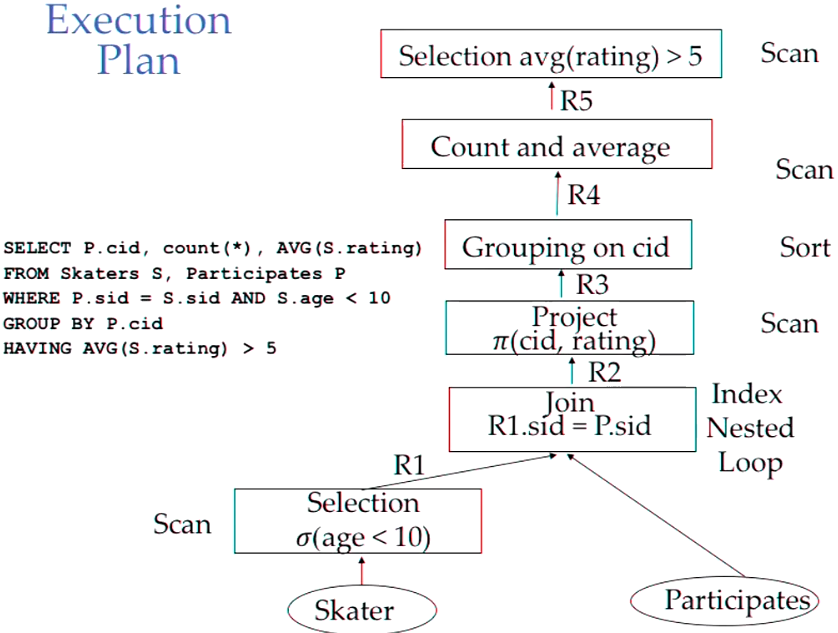 Execution
Plan
Selection avg(rating) > 5
Scan
R5
Count and average
Scan
R4
SELECT P.cid, count(*), AVG(S.rating)
FROM Skaters S, Participates P
WHERE P.sid = S.sid AND S.age < 10
GROUP BY P.cid
HAVING AVG(S.rating) > 5
Grouping on cid
Sort
R3
Project
π(cid, rating)
Scan
R2
Join
R1.sid = P.sid
Index
Nested
Loop
R1
Scan
Selection
σ(age < 10)
Skater
Participates